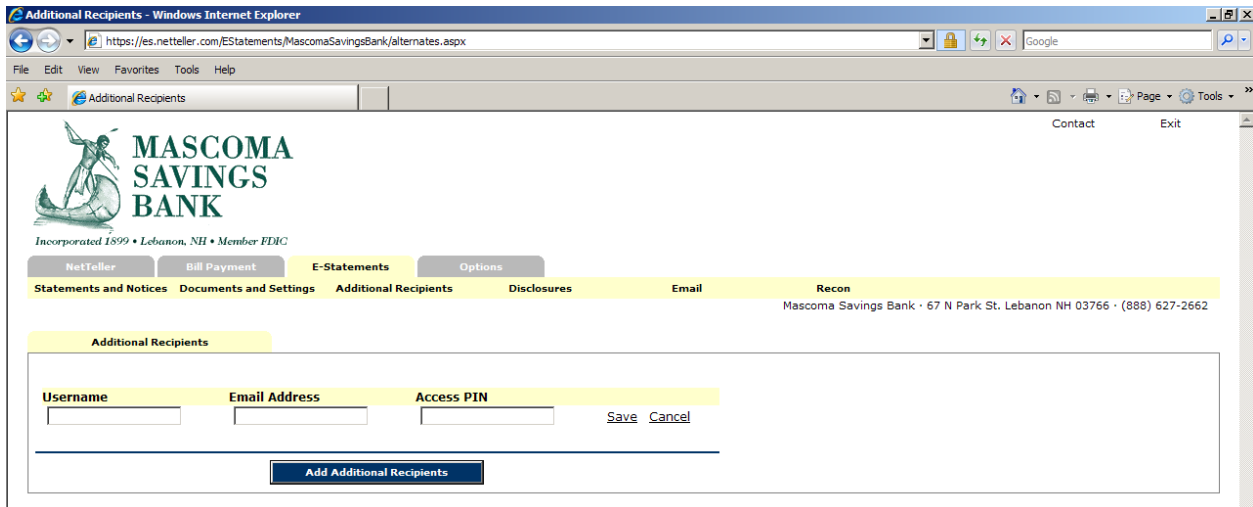 Additional Recipients - Windows Internet Explorer
https://es.netteller.com/EStatements/MascomaSavingsBank/alternates.aspx
Google
File Edit View Favorites Tools Help
Additional Recipients
Page Tools
Contact Exit
MASCOMA
SAVINGS
BANK
Incorporated 1899 • Lebanon, NH • Member FDIC
NetTeller Bill Payment E-Statements Options
Statements and Notices Documents and Settings Additional Recipients Disclosures Email Recon
Mascoma Savings Bank · 67 N Park St. Lebanon NH 03766 · (888) 627-2662
Additional Recipients
Username Email Address Access PIN
Save Cancel
Add Additional Recipients